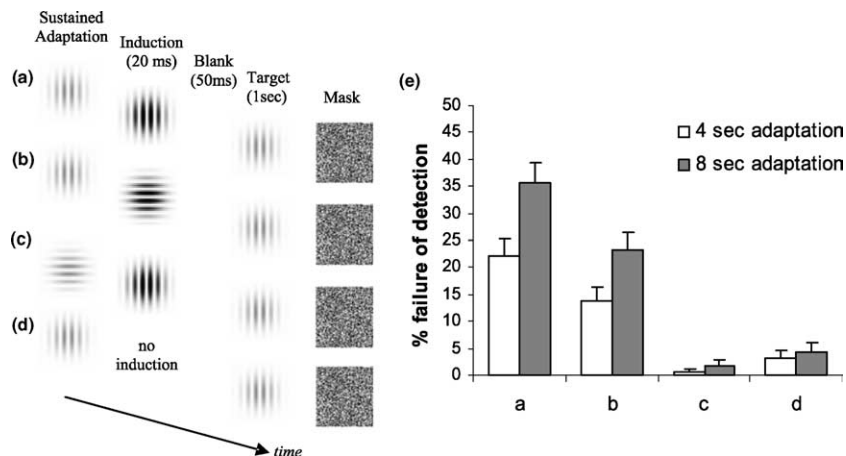 Sustained
Adaptation
Induction
(20 ms)
Blank
(50ms)
Target
(1sec)
Mask
(a)
(b)
(c)
(d)
no
induction
time
(e)
% failure of detection
50
45
40
35
30
25
20
15
10
5
0
4 sec adaptation
8 sec adaptation
a
b
c
d